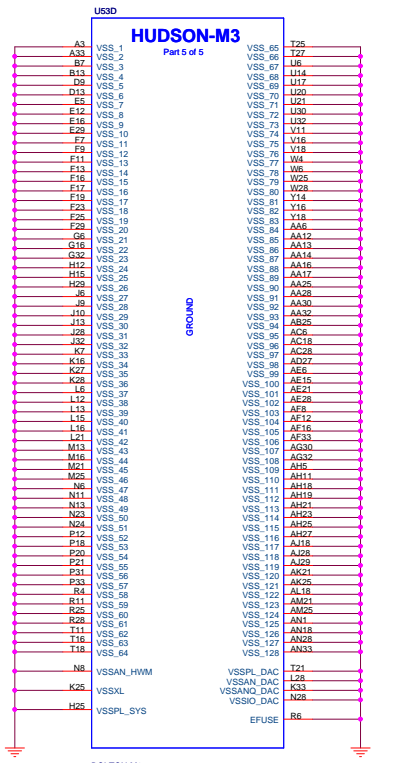 U53D
HUDSON-M3
Part 5 of 5
A3 VSS_1 VSS_65 T25
A33 VSS_2 VSS_66 T27
B7 VSS_3 VSS_67 U6
B13 VSS_4 VSS_68 U14
D9 VSS_5 VSS_69 U17
D13 VSS_6 VSS_70 U20
E5 VSS_7 VSS_71 U21
E12 VSS_8 VSS_72 U30
E16 VSS_9 VSS_73 U32
E29 VSS_10 VSS_74 V11
F7 VSS_11 VSS_75 V16
F9 VSS_12 VSS_76 V18
F11 VSS_13 VSS_77 W4
F13 VSS_14 VSS_78 W6
F16 VSS_15 VSS_79 W25
F17 VSS_16 VSS_80 W28
F19 VSS_17 VSS_81 Y14
F23 VSS_18 VSS_82 Y16
F25 VSS_19 VSS_83 Y18
F29 VSS_20 VSS_84 AA6
G6 VSS_21 VSS_85 AA12
G16 VSS_22 VSS_86 AA13
G32 VSS_23 VSS_87 AA14
H12 VSS_24 VSS_88 AA16
H15 VSS_25 VSS_89 AA17
H29 VSS_26 VSS_90 AA25
J6 VSS_27 VSS_91 AA28
J9 VSS_28 VSS_92 AA30
J10 VSS_29 VSS_93 AA32
J13 VSS_30 VSS_94 AB25
J28 VSS_31 VSS_95 AC6
J32 VSS_32 VSS_96 AC18
K7 VSS_33 VSS_97 AC28
K16 VSS_34 VSS_98 AD27
K27 VSS_35 VSS_99 AE6
K28 VSS_36 VSS_100 AE15
L6 VSS_37 VSS_101 AE21
L12 VSS_38 VSS_102 AE28
L13 VSS_39 VSS_103 AF8
L15 VSS_40 VSS_104 AF12
L16 VSS_41 VSS_105 AF16
L21 VSS_42 VSS_106 AF33
M13 VSS_43 VSS_107 AG30
M16 VSS_44 VSS_108 AG32
M21 VSS_45 VSS_109 AH5
M25 VSS_46 VSS_110 AH11
N6 VSS_47 VSS_111 AH18
N11 VSS_48 VSS_112 AH19
N13 VSS_49 VSS_113 AH21
N23 VSS_50 VSS_114 AH23
N24 VSS_51 VSS_115 AH25
P12 VSS_52 VSS_116 AH27
P18 VSS_53 VSS_117 AJ18
P20 VSS_54 VSS_118 AJ28
P21 VSS_55 VSS_119 AJ29
P31 VSS_56 VSS_120 AK21
P33 VSS_57 VSS_121 AK25
R4 VSS_58 VSS_122 AL18
R11 VSS_59 VSS_123 AM21
R25 VSS_60 VSS_124 AM25
R28 VSS_61 VSS_125 AN1
T11 VSS_62 VSS_126 AN18
T16 VSS_63 VSS_127 AN28
T18 VSS_64 VSS_128 AN33
GROUND
N8 VSSAN_HWM VSSPL_DAC T21
VSSAN_DAC L28
K25 VSSXL VSSANQ_DAC K33
VSSIO_DAC N28
H25 VSSPL_SYS
EFUSE R6